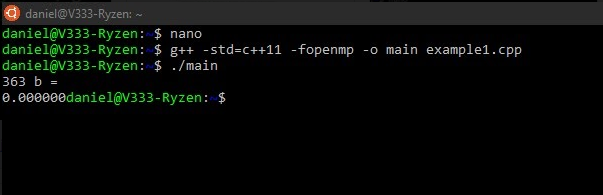 daniel@V333-Ryzen: ~
daniel@V333-Ryzen:~$ nano
daniel@V333-Ryzen:~$ g++ -std=c++11 -fopenmp -o main example1.cpp
daniel@V333-Ryzen:~$ ./main
363 b =
0.000000daniel@V333-Ryzen:~$